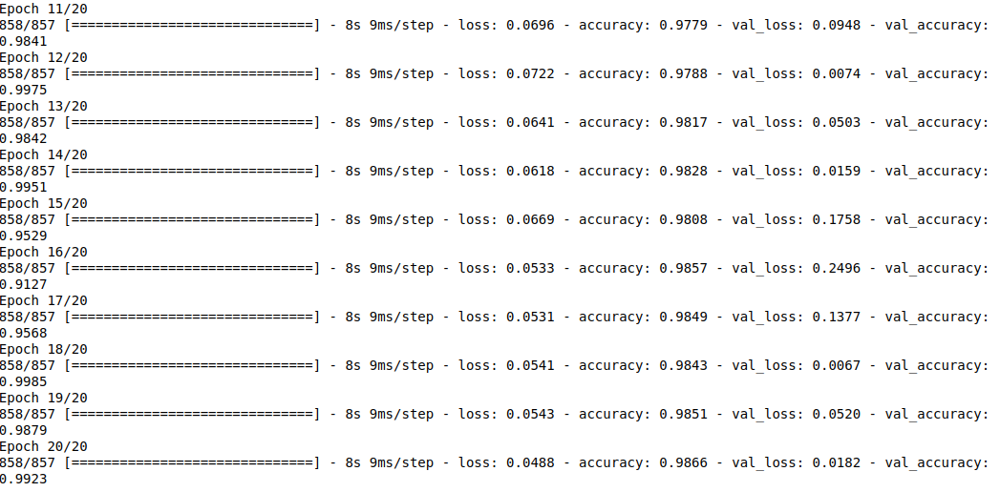 Epoch 11/20
858/857 [==============================] - 8s 9ms/step - loss: 0.0696 - accuracy: 0.9779 - val_loss: 0.0948 - val_accuracy:
0.9841
Epoch 12/20
858/857 [==============================] - 8s 9ms/step - loss: 0.0722 - accuracy: 0.9788 - val_loss: 0.0074 - val_accuracy:
0.9975
Epoch 13/20
858/857 [==============================] - 8s 9ms/step - loss: 0.0641 - accuracy: 0.9817 - val_loss: 0.0503 - val_accuracy:
0.9842
Epoch 14/20
858/857 [==============================] - 8s 9ms/step - loss: 0.0618 - accuracy: 0.9828 - val_loss: 0.0159 - val_accuracy:
0.9951
Epoch 15/20
858/857 [==============================] - 8s 9ms/step - loss: 0.0669 - accuracy: 0.9808 - val_loss: 0.1758 - val_accuracy:
0.9529
Epoch 16/20
858/857 [==============================] - 8s 9ms/step - loss: 0.0533 - accuracy: 0.9857 - val_loss: 0.2496 - val_accuracy:
0.9127
Epoch 17/20
858/857 [==============================] - 8s 9ms/step - loss: 0.0531 - accuracy: 0.9849 - val_loss: 0.1377 - val_accuracy:
0.9568
Epoch 18/20
858/857 [==============================] - 8s 9ms/step - loss: 0.0541 - accuracy: 0.9843 - val_loss: 0.0067 - val_accuracy:
0.9985
Epoch 19/20
858/857 [==============================] - 8s 9ms/step - loss: 0.0543 - accuracy: 0.9851 - val_loss: 0.0520 - val_accuracy:
0.9879
Epoch 20/20
858/857 [==============================] - 8s 9ms/step - loss: 0.0488 - accuracy: 0.9866 - val_loss: 0.0182 - val_accuracy:
0.9923